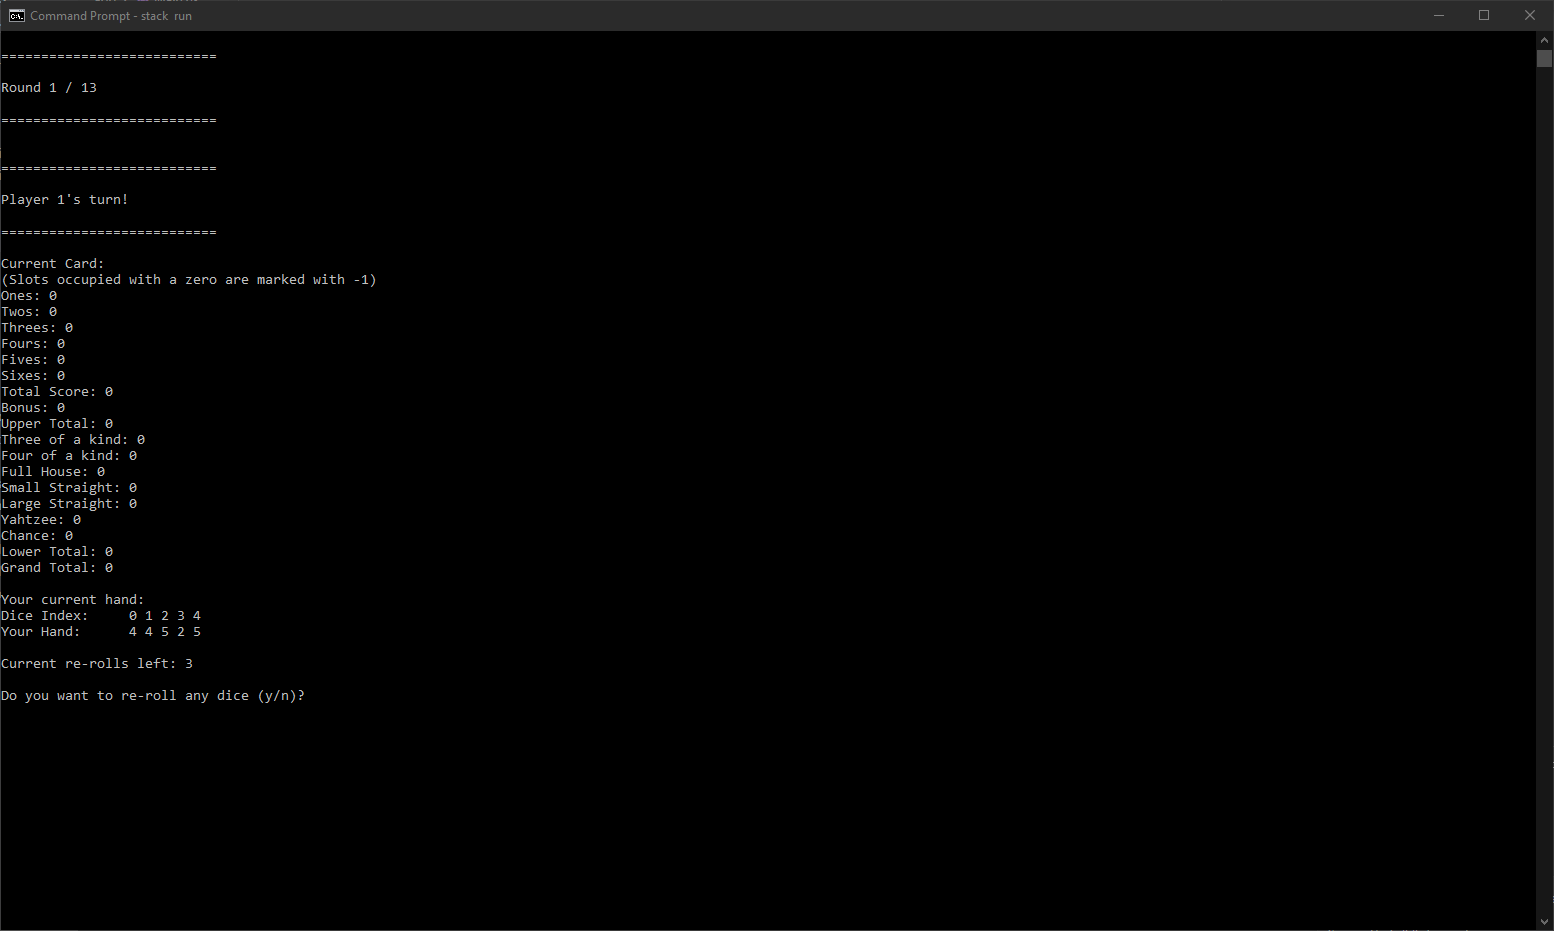 Command Prompt - stack run
===========================
Round 1 / 13
===========================
===========================
Player 1's turn!
===========================
Current Card:
(Slots occupied with a zero are marked with -1)
Ones: 0
Twos: 0
Threes: 0
Fours: 0
Fives: 0
Sixes: 0
Total Score: 0
Bonus: 0
Upper Total: 0
Three of a kind: 0
Four of a kind: 0
Full House: 0
Small Straight: 0
Large Straight: 0
Yahtzee: 0
Chance: 0
Lower Total: 0
Grand Total: 0
Your current hand:
Dice Index:     0 1 2 3 4
Your Hand:      4 4 5 2 5
Current re-rolls left: 3
Do you want to re-roll any dice (y/n)?